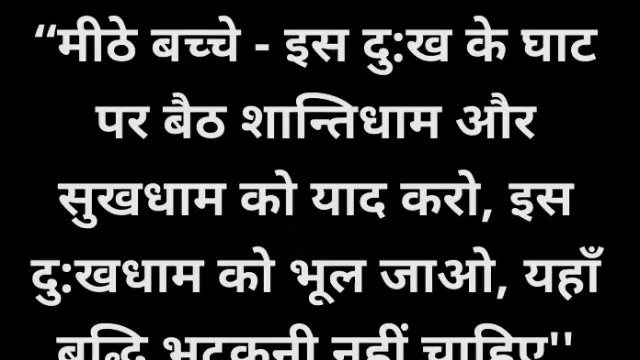 “मीठे बच्चे - इस दु:ख के घाट
पर बैठ शान्तिधाम और
सुखधाम को याद करो, इस
दु:खधाम को भूल जाओ, यहाँ
बुद्धि भटकनी नहीं चाहिए''